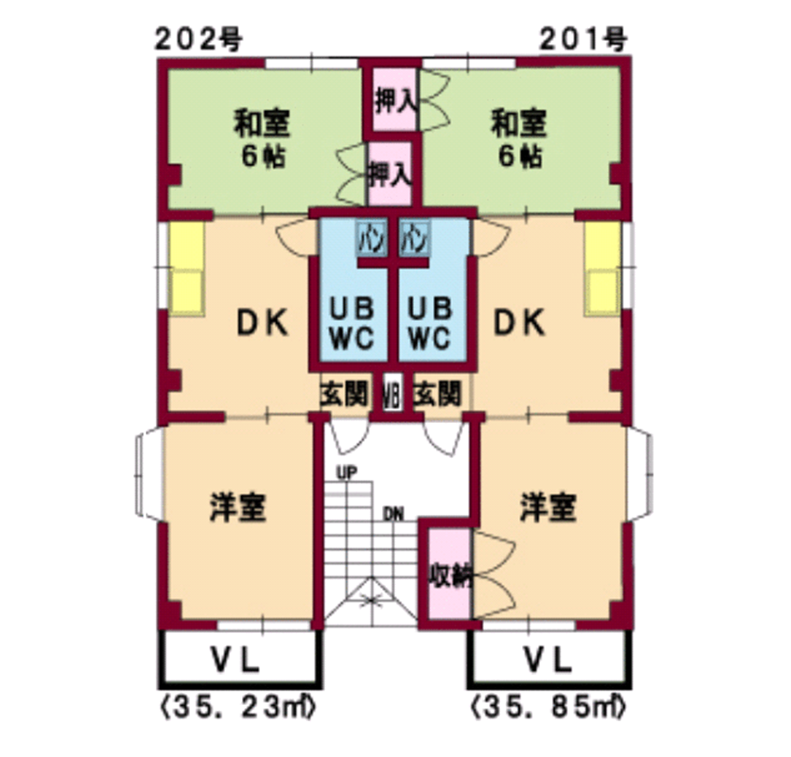 202号
201号
押入
和室
6帖
和室
6帖
押入
パン
パン
UB
WC
UB
WC
DK
DK
玄関
MB
玄関
UP
DN
洋室
洋室
収納
VL
VL
〈35. 23㎡〉
〈35. 85㎡〉